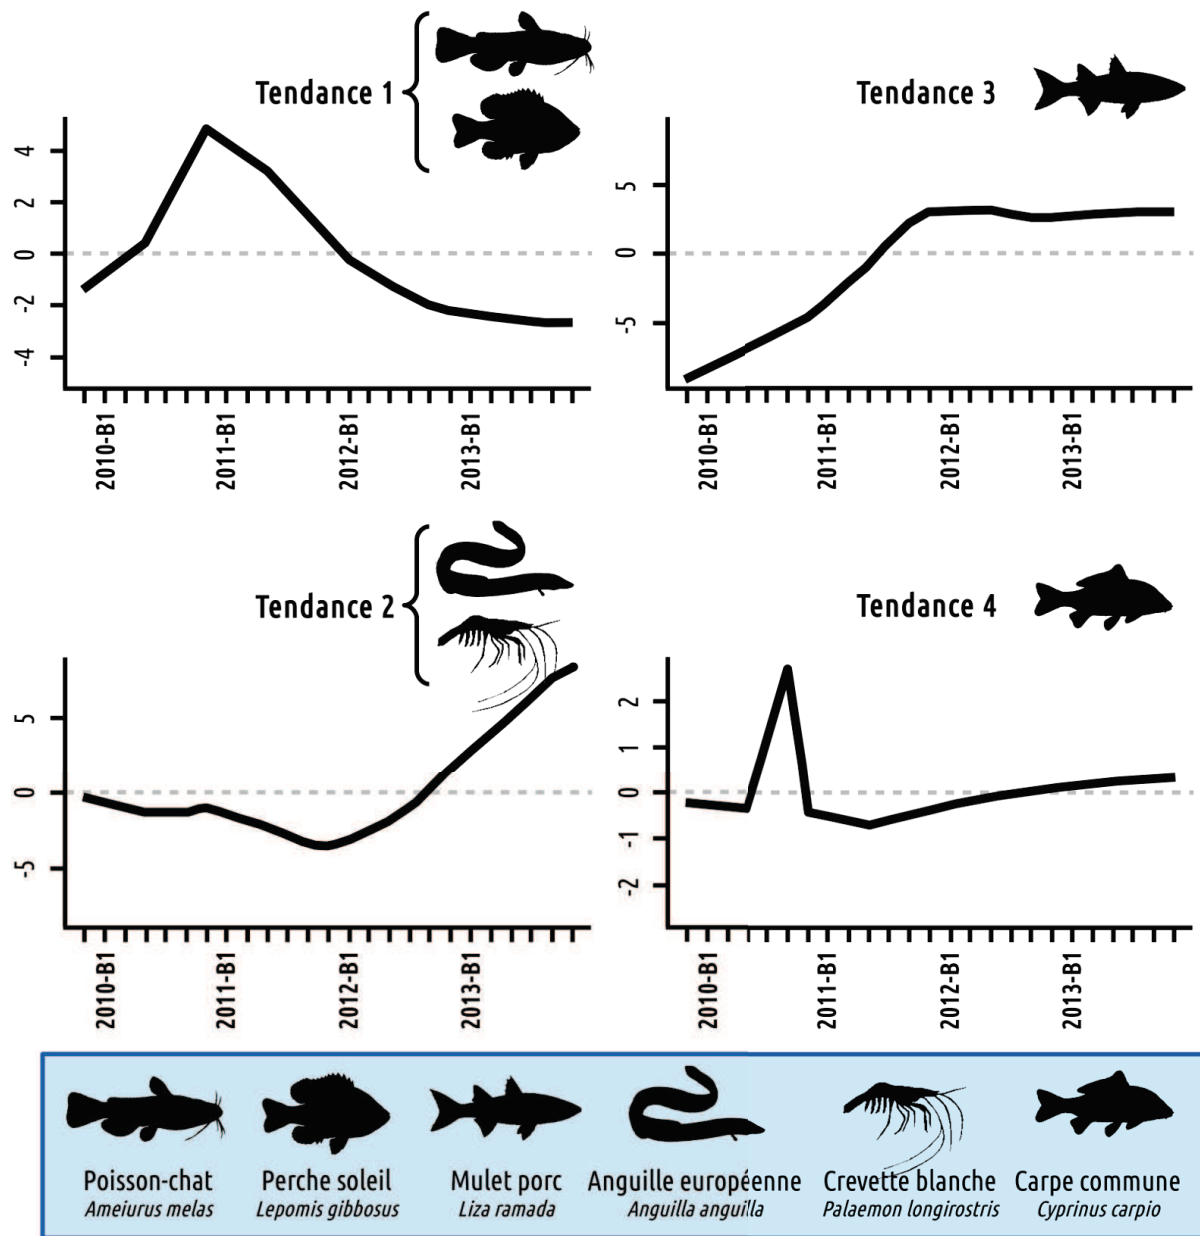 Tendance 1
4
2
0
-2
-4
2010-B1
2011-B1
2012-B1
2013-B1
Tendance 3
5
0
-5
2010-B1
2011-B1
2012-B1
2013-B1
Tendance 2
5
0
-5
2010-B1
2011-B1
2012-B1
2013-B1
Tendance 4
2
1
0
-1
-2
2010-B1
2011-B1
2012-B1
2013-B1
Poisson-chat
Ameiurus melas
Perche soleil
Lepomis gibbosus
Mulet porc
Liza ramada
Anguille européenne
Anguilla anguilla
Crevette blanche
Palaemon longirostris
Carpe commune
Cyprinus carpio